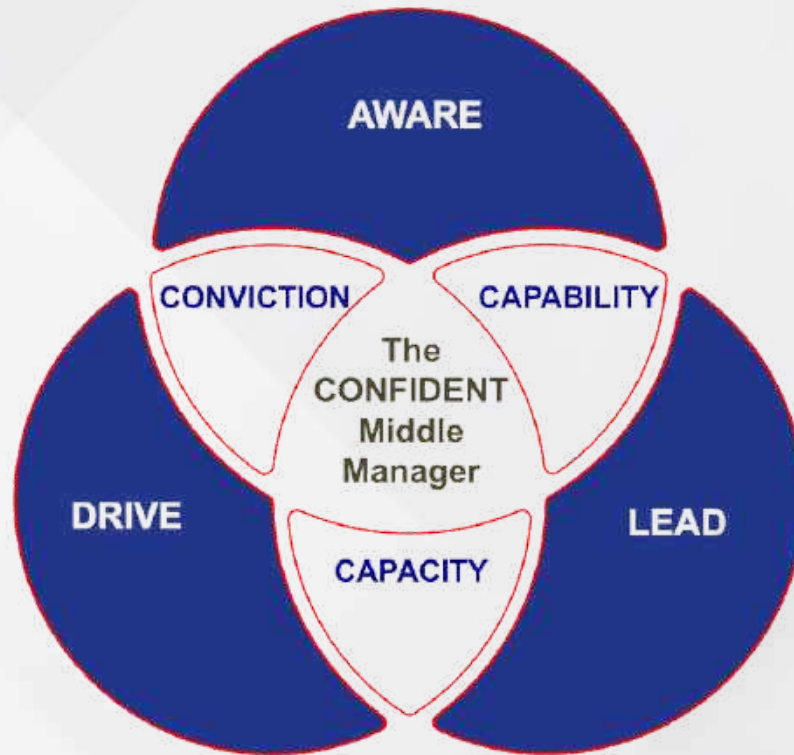 AWARE
CONVICTION
CAPABILITY
The
CONFIDENT
Middle
Manager
DRIVE
LEAD
CAPACITY